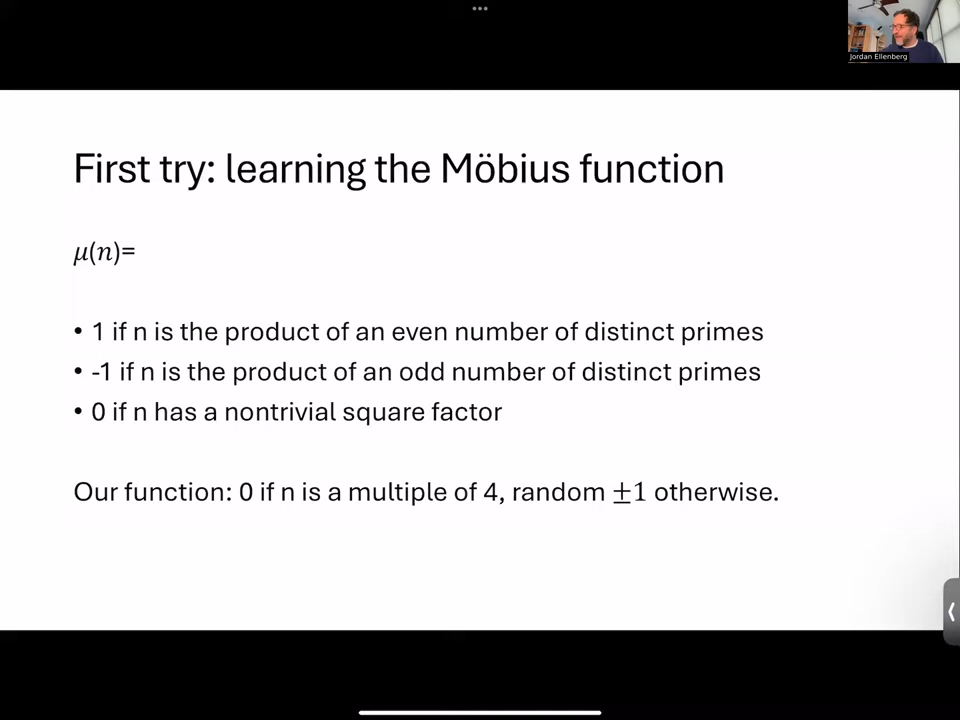 Jordan Ellenberg
First try: learning the Möbius function
μ(n)=
• 1 if n is the product of an even number of distinct primes
• -1 if n is the product of an odd number of distinct primes
• 0 if n has a nontrivial square factor
Our function: 0 if n is a multiple of 4, random ±1 otherwise.